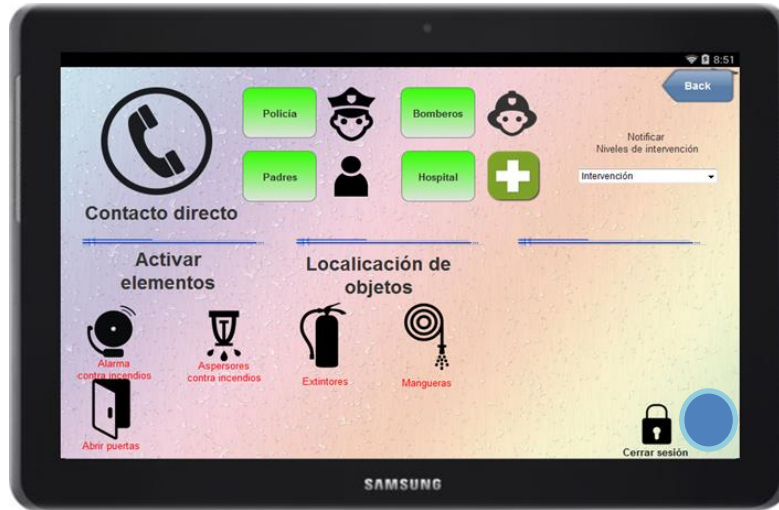 8:51
Back
Policía
Bomberos
Notificar
Niveles de intervención
Padres
Hospital
Intervención
Contacto directo
Activar
elementos
Localicación de
objetos
Alarma
contra incendios
Aspersores
contra incendios
Extintores
Mangueras
Abrir puertas
Cerrar sesión
SAMSUNG